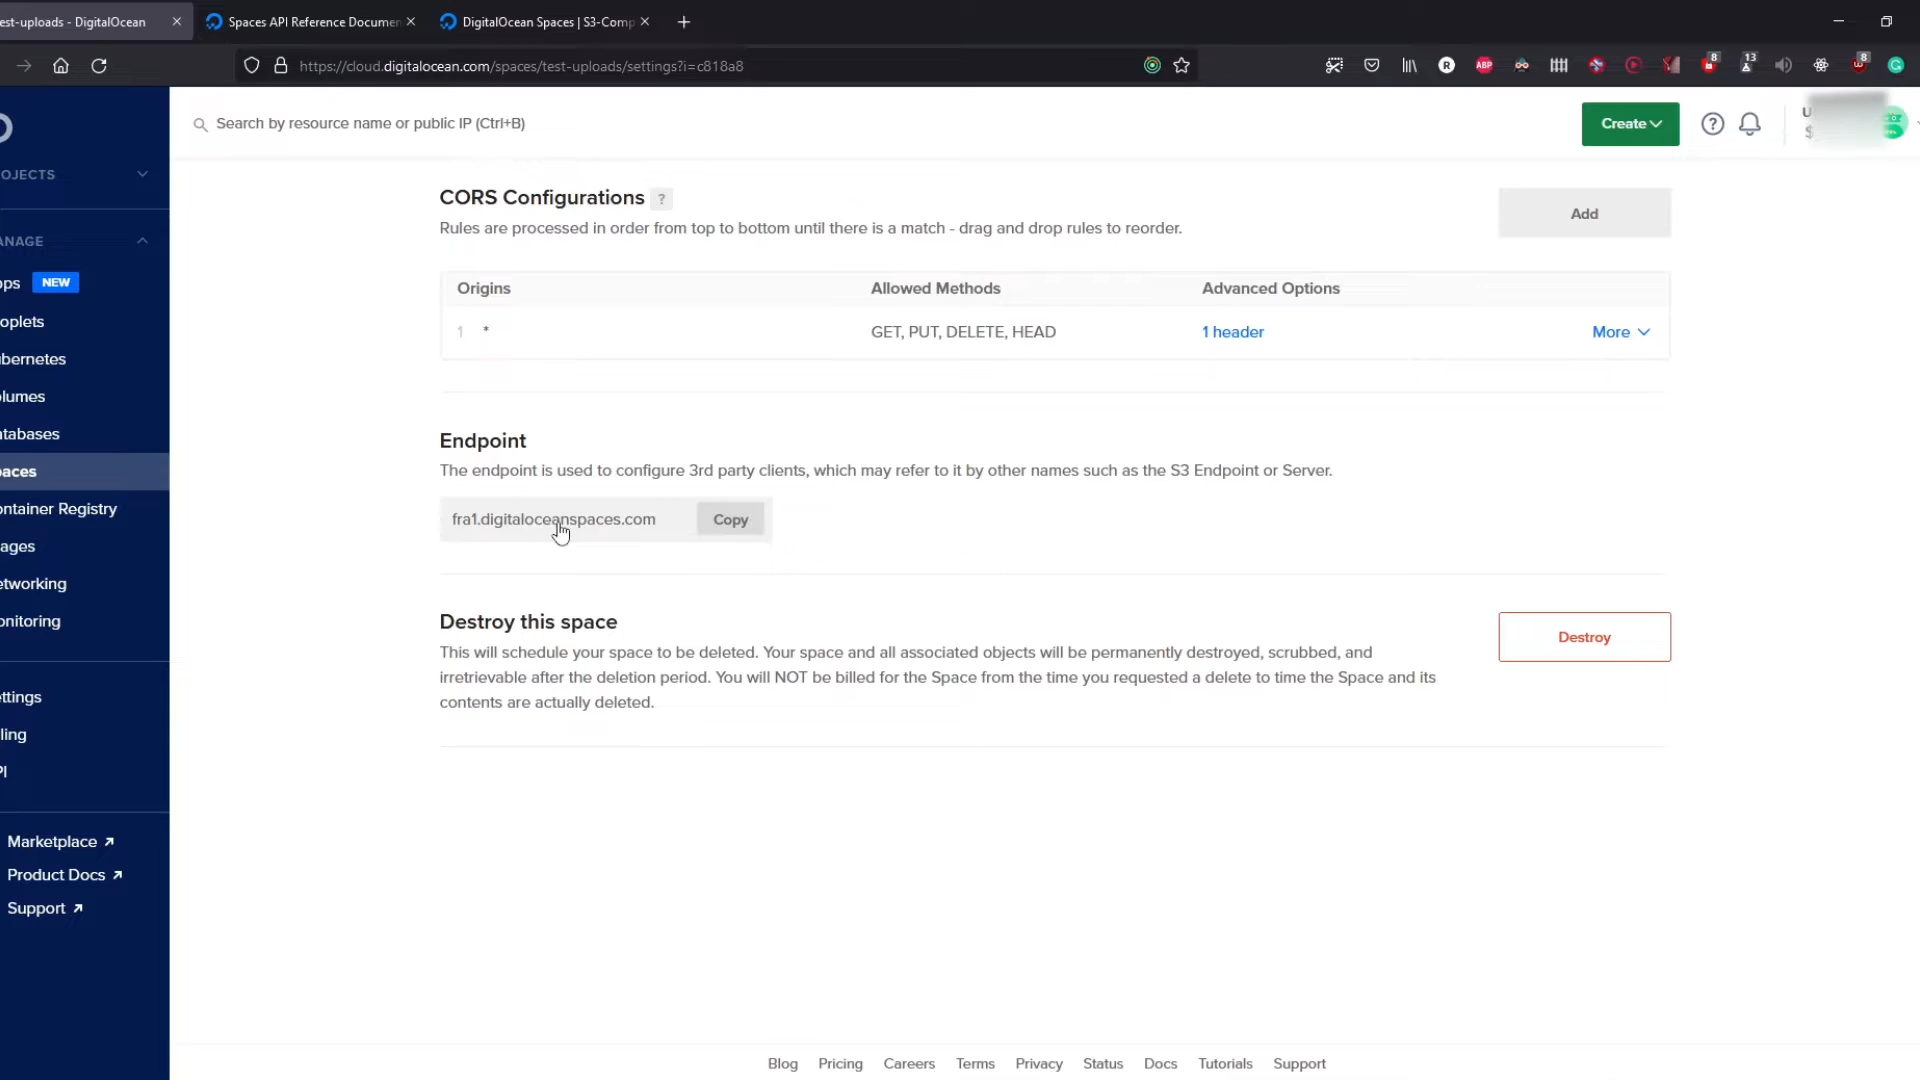 est-uploads - DigitalOcean
Spaces API Reference Documen
DigitalOcean Spaces | S3-Comp
https://cloud.digitalocean.com/spaces/test-uploads/settings?i=c818a8
ABP
R
8
13
8
Search by resource name or public IP (Ctrl+B)
Create
?
U
$
OJECTS
ANAGE
ps NEW
oplets
bernetes
lumes
tabases
paces
ontainer Registry
ages
etworking
onitoring
ettings
ling
PI
Marketplace
Product Docs
Support
CORS Configurations ?
Rules are processed in order from top to bottom until there is a match - drag and drop rules to reorder.
Add
Origins Allowed Methods Advanced Options
1 * GET, PUT, DELETE, HEAD 1 header More
Endpoint
The endpoint is used to configure 3rd party clients, which may refer to it by other names such as the S3 Endpoint or Server.
fra1.digitaloceanspaces.com Copy
Destroy this space
This will schedule your space to be deleted. Your space and all associated objects will be permanently destroyed, scrubbed, and
irretrievable after the deletion period. You will NOT be billed for the Space from the time you requested a delete to time the Space and its
contents are actually deleted.
Destroy
Blog Pricing Careers Terms Privacy Status Docs Tutorials Support